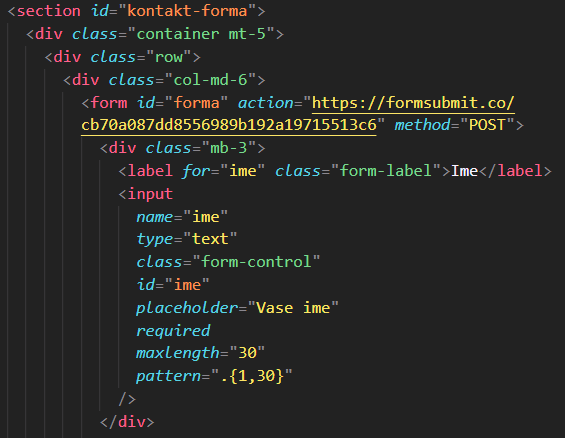 <section id="kontakt-forma">
<div class="container mt-5">
<div class="row">
<div class="col-md-6">
<form id="forma" action="https://formsubmit.co/
cb70a087dd8556989b192a19715513c6" method="POST">
<div class="mb-3">
<label for="ime" class="form-label">Ime</label>
<input
name="ime"
type="text"
class="form-control"
id="ime"
placeholder="Vase ime"
required
maxlength="30"
pattern=".{1,30}"
/>
</div>